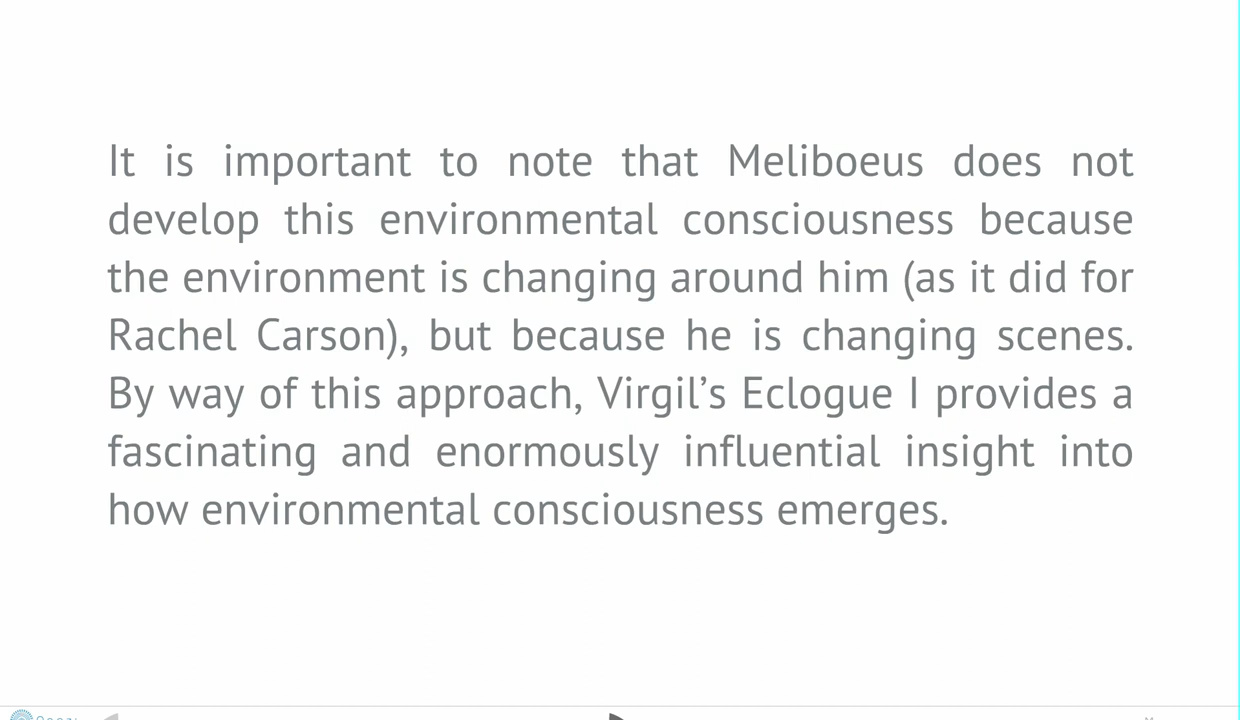 It is important to note that Meliboeus does not
develop this environmental consciousness because
the environment is changing around him (as it did for
Rachel Carson), but because he is changing scenes.
By way of this approach, Virgil’s Eclogue I provides a
fascinating and enormously influential insight into
how environmental consciousness emerges.